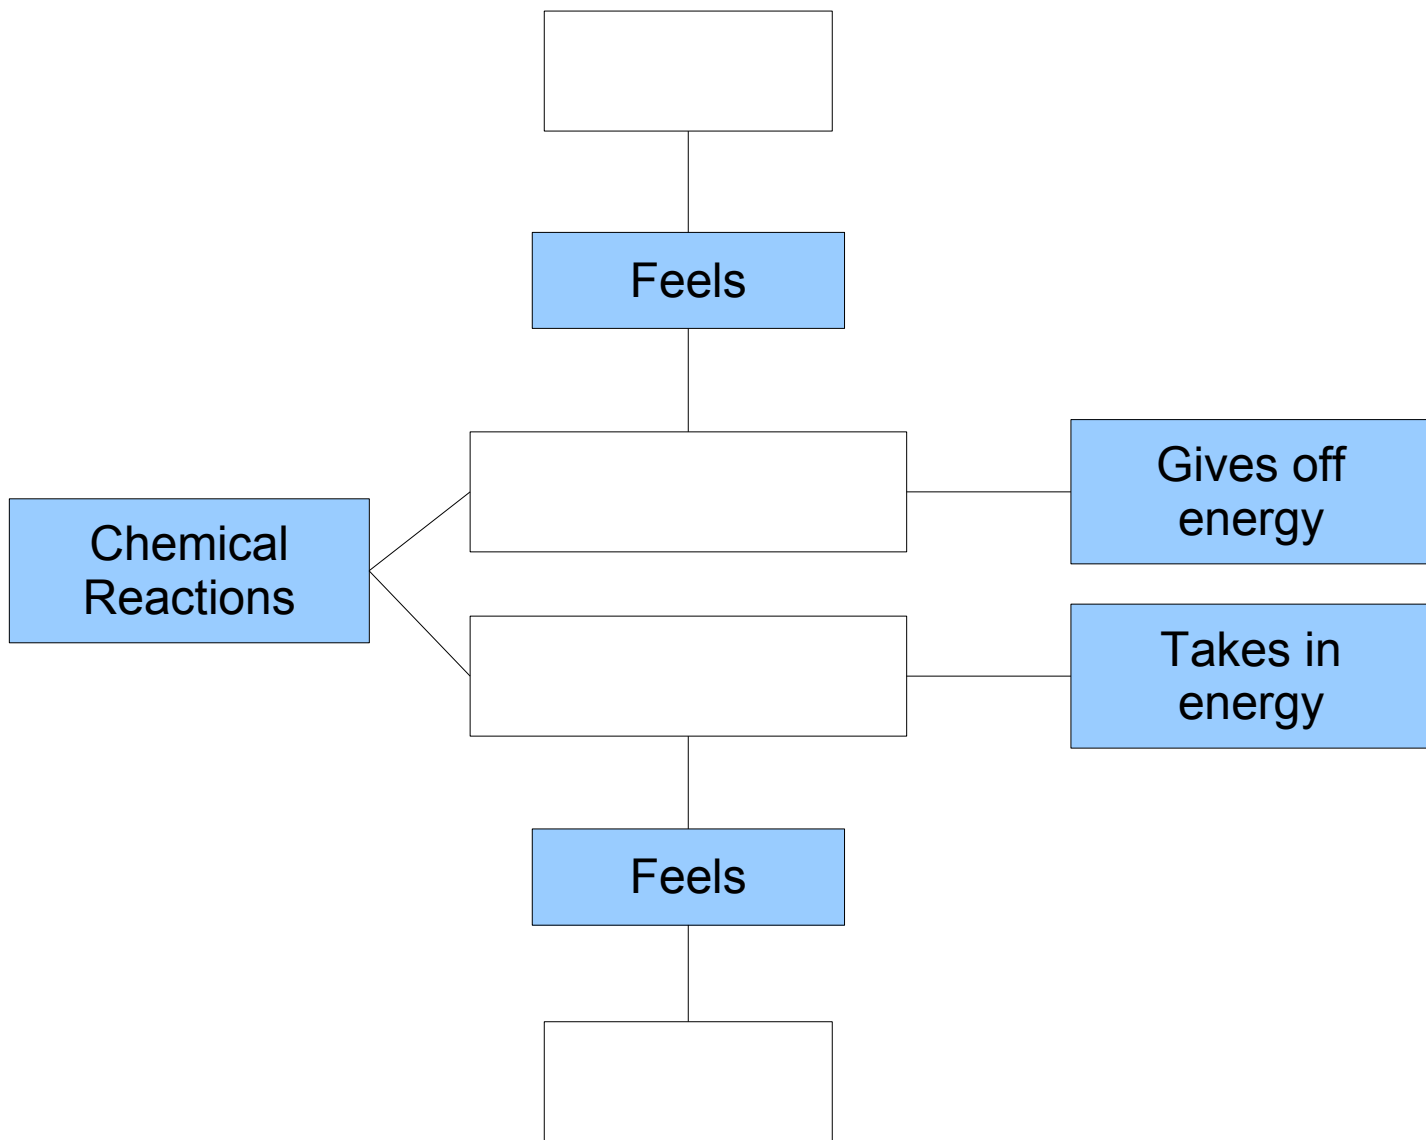 Feels
Gives off
energy
Chemical
Reactions
Takes in
energy
Feels